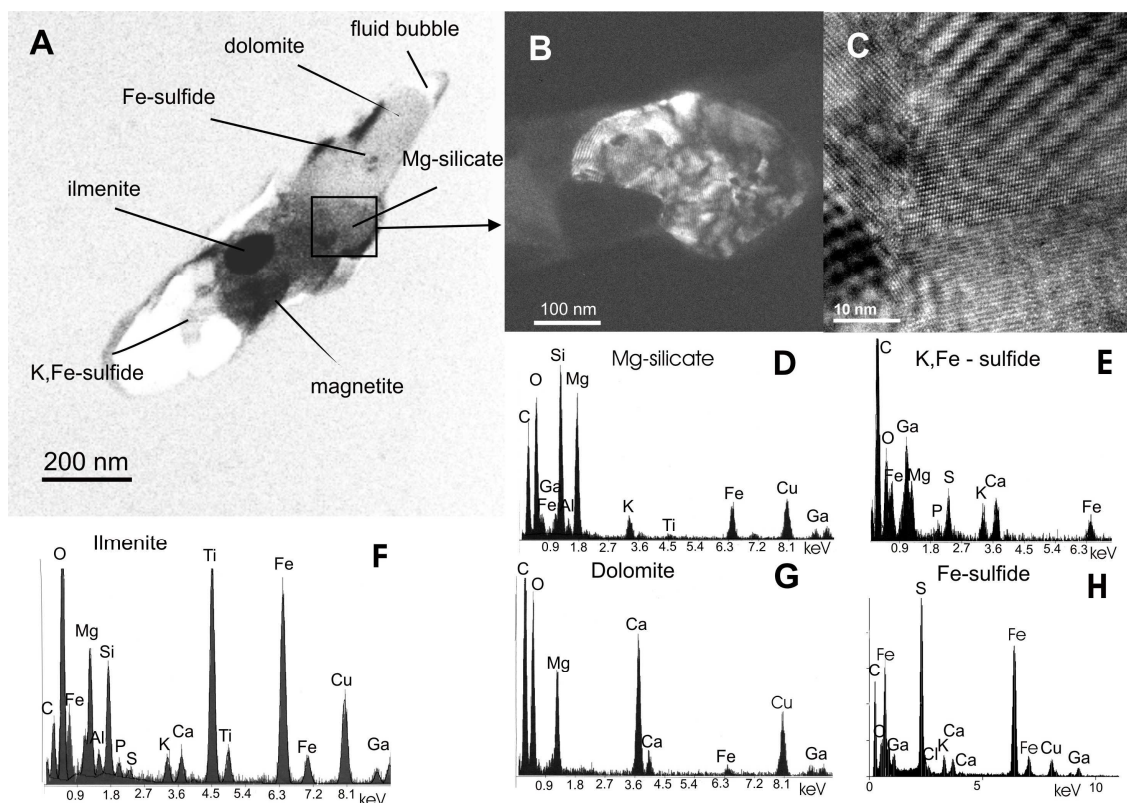 A
fluid bubble
dolomite
Fe-sulfide
Mg-silicate
ilmenite
K,Fe-sulfide
magnetite
200 nm
B
100 nm
C
10 nm
Mg-silicate
D
C
O
Si
Mg
Ga
Fe
Al
K
Ti
Fe
Cu
Ga
0.9 1.8 2.7 3.6 4.5 5.4 6.3 7.2 8.1 keV
K,Fe - sulfide
E
C
O
Fe
Ga
Mg
P
S
K
Ca
Fe
0.9 1.8 2.7 3.6 4.5 6.3 keV
Ilmenite
F
C
O
Fe
Mg
Al
Si
P
S
K
Ca
Ti
Ti
Fe
Fe
Cu
Ga
0.9 1.8 2.7 3.6 4.5 5.4 6.3 7.2 8.1 keV
Dolomite
G
C
O
Mg
Ca
Ca
Fe
Cu
Ga
0.9 1.8 2.7 3.6 4.5 5.4 6.3 7.2 8.1 keV
Fe-sulfide
H
C
O
Fe
Ga
S
Cl
K
Ca
Ca
Fe
Fe
Cu
Ga
0 5 keV 10